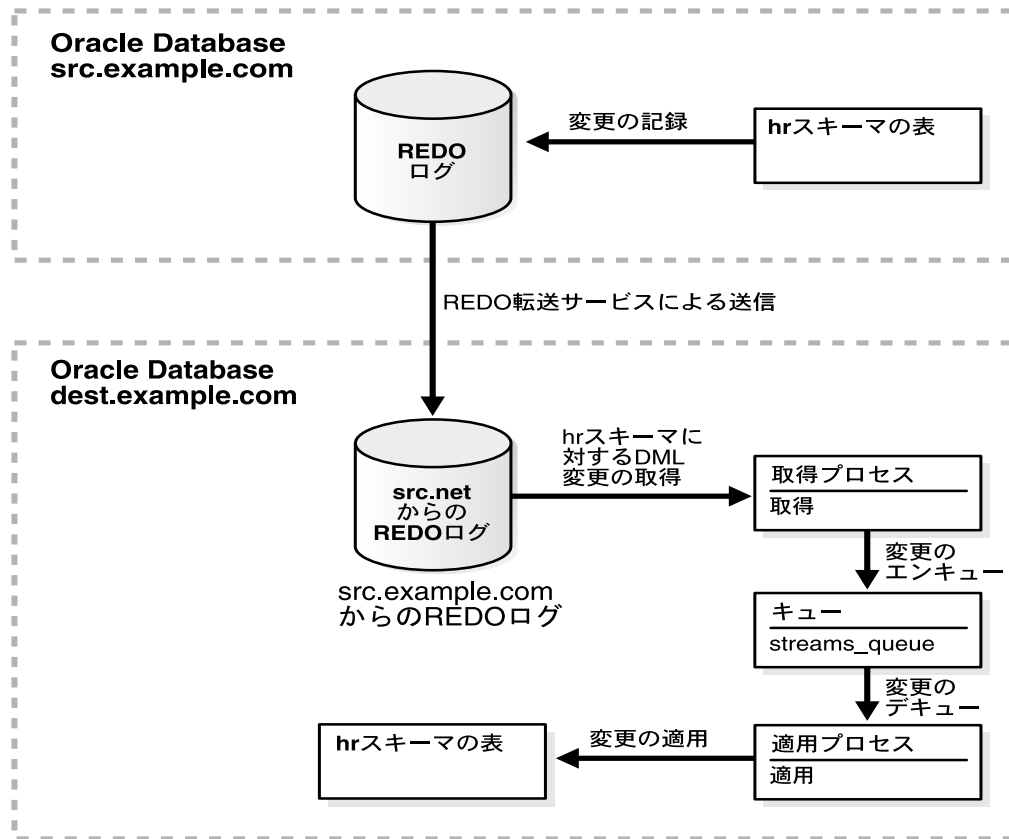 Oracle Database
src.example.com
REDO
ログ
変更の記録
hrスキーマの表
REDO転送サービスによる送信
Oracle Database
dest.example.com
src.net
からの
REDOログ
src.example.com
からのREDOログ
hrスキーマに
対するDML
変更の取得
取得プロセス
取得
変更の
エンキュー
キュー
streams_queue
変更の
デキュー
適用プロセス
適用
変更の適用
hrスキーマの表